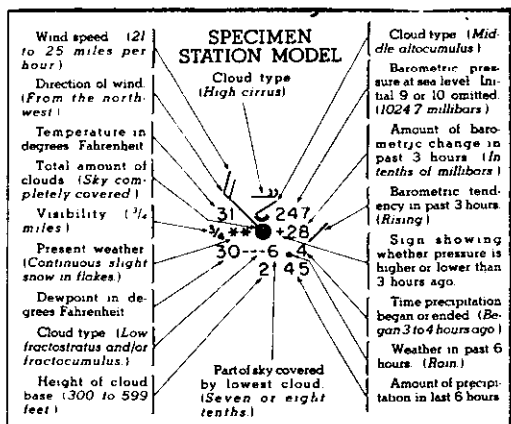 SPECIMEN
STATION MODEL
Wind speed (21
to 25 miles per
hour)
Direction of wind.
(From the north-
west)
Temperature in
degrees Fahrenheit
Total amount of
clouds (Sky com-
pletely covered)
Visibility (3/4
miles)
Present weather
(Continuous slight
snow in flakes.)
Dewpoint in de-
grees Fahrenheit
Cloud type (Low
fractostratus and/or
fractocumulus.)
Height of cloud
base (300 to 599
feet)
Cloud type
(High cirrus)
31 247
3/4 ** +28
30 6 4
2 45
Part of sky covered
by lowest cloud.
(Seven or eight
tenths.)
Cloud type (Mid-
dle altocumulus)
Barometric pres-
sure at sea level Ini-
tial 9 or 10 omitted.
(1024 7 millibars)
Amount of baro-
metric change in
past 3 hours (In
tenths of millibars)
Barometric tend-
ency in past 3 hours.
(Rising)
Sign showing
whether pressure is
higher or lower than
3 hours ago.
Time precipitation
began or ended (Be-
gan 3 to 4 hours ago)
Weather in past 6
hours. (Rain.)
Amount of precipi-
tation in last 6 hours